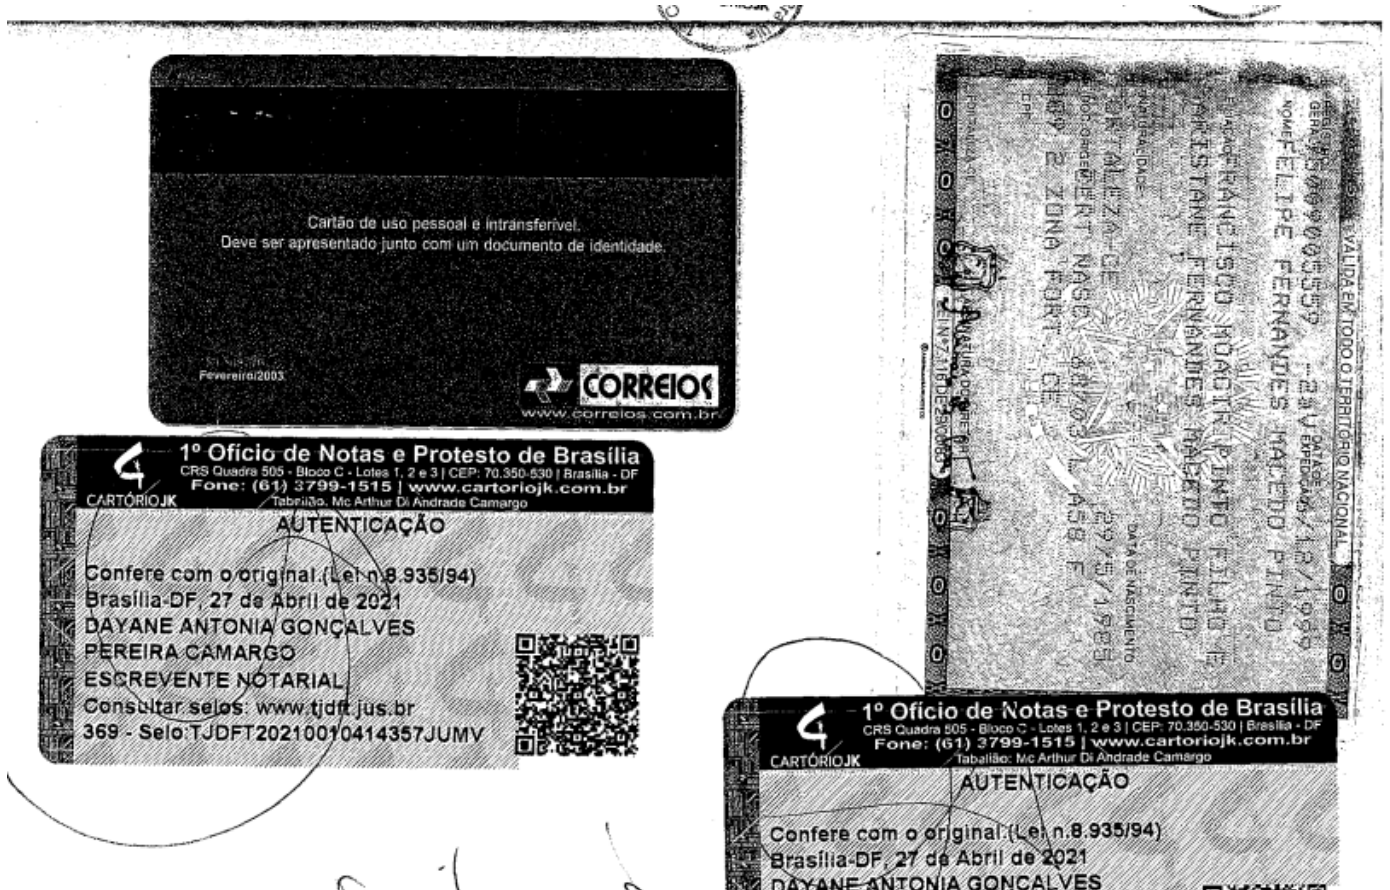 Cartão de uso pessoal e intransferível.
Deve ser apresentado junto com um documento de identidade.
Fevereiro/2003
CORREIOS
www.correios.com.br
1º Ofício de Notas e Protesto de Brasília
CRS Quadra 505 - Bloco C - Lotes 1, 2 e 3 | CEP: 70.350-530 | Brasília - DF
Fone: (61) 3799-1515 | www.cartoriojk.com.br
Tabelião: Mc Arthur Di Andrade Camargo
CARTÓRIOJK
AUTENTICAÇÃO
Confere com o original.(Lei n.8.935/94)
Brasília-DF, 27 de Abril de 2021
DAYANE ANTONIA GONÇALVES
PEREIRA CAMARGO
ESCREVENTE NOTARIAL
Consultar selos: www.tjdft.jus.br
369 - Selo:TJDFT20210010414357JUMV
VÁLIDA EM TODO O TERRITÓRIO NACIONAL
DATA DE EXPEDIÇÃO
NOME FELIPE FERNANDES MACEDO PINTO
FRANCISCO MOACIR PINTO FILHO E
ARISTANE FERNANDES MACEDO PINTO
NATURALIDADE
DATA DE NASCIMENTO
FORTALEZA-CE
DOC. ORIGEM CERT NASC
2 ZONA FORT CE
CPF
1º Ofício de Notas e Protesto de Brasília
CRS Quadra 505 - Bloco C - Lotes 1, 2 e 3 | CEP: 70.350-530 | Brasília - DF
Fone: (61) 3799-1515 | www.cartoriojk.com.br
Tabelião: Mc Arthur Di Andrade Camargo
CARTÓRIOJK
AUTENTICAÇÃO
Confere com o original.(Lei n.8.935/94)
Brasília-DF, 27 de Abril de 2021
DAYANE ANTONIA GONÇALVES